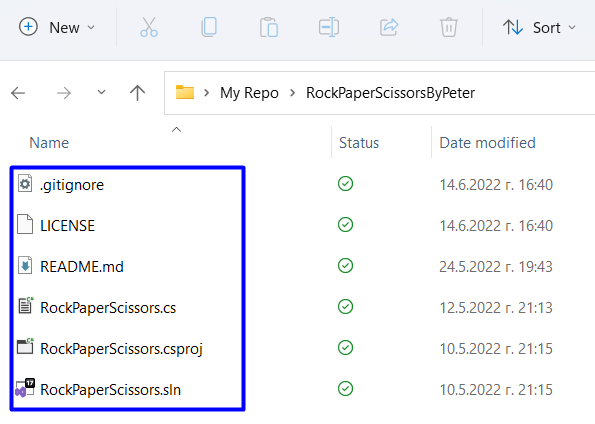 New Sort
My Repo RockPaperScissorsByPeter
Name Status Date modified
.gitignore 14.6.2022 г. 16:40
LICENSE 14.6.2022 г. 16:40
README.md 24.5.2022 г. 19:43
RockPaperScissors.cs 12.5.2022 г. 21:13
RockPaperScissors.csproj 10.5.2022 г. 21:15
17
RockPaperScissors.sln 10.5.2022 г. 21:15